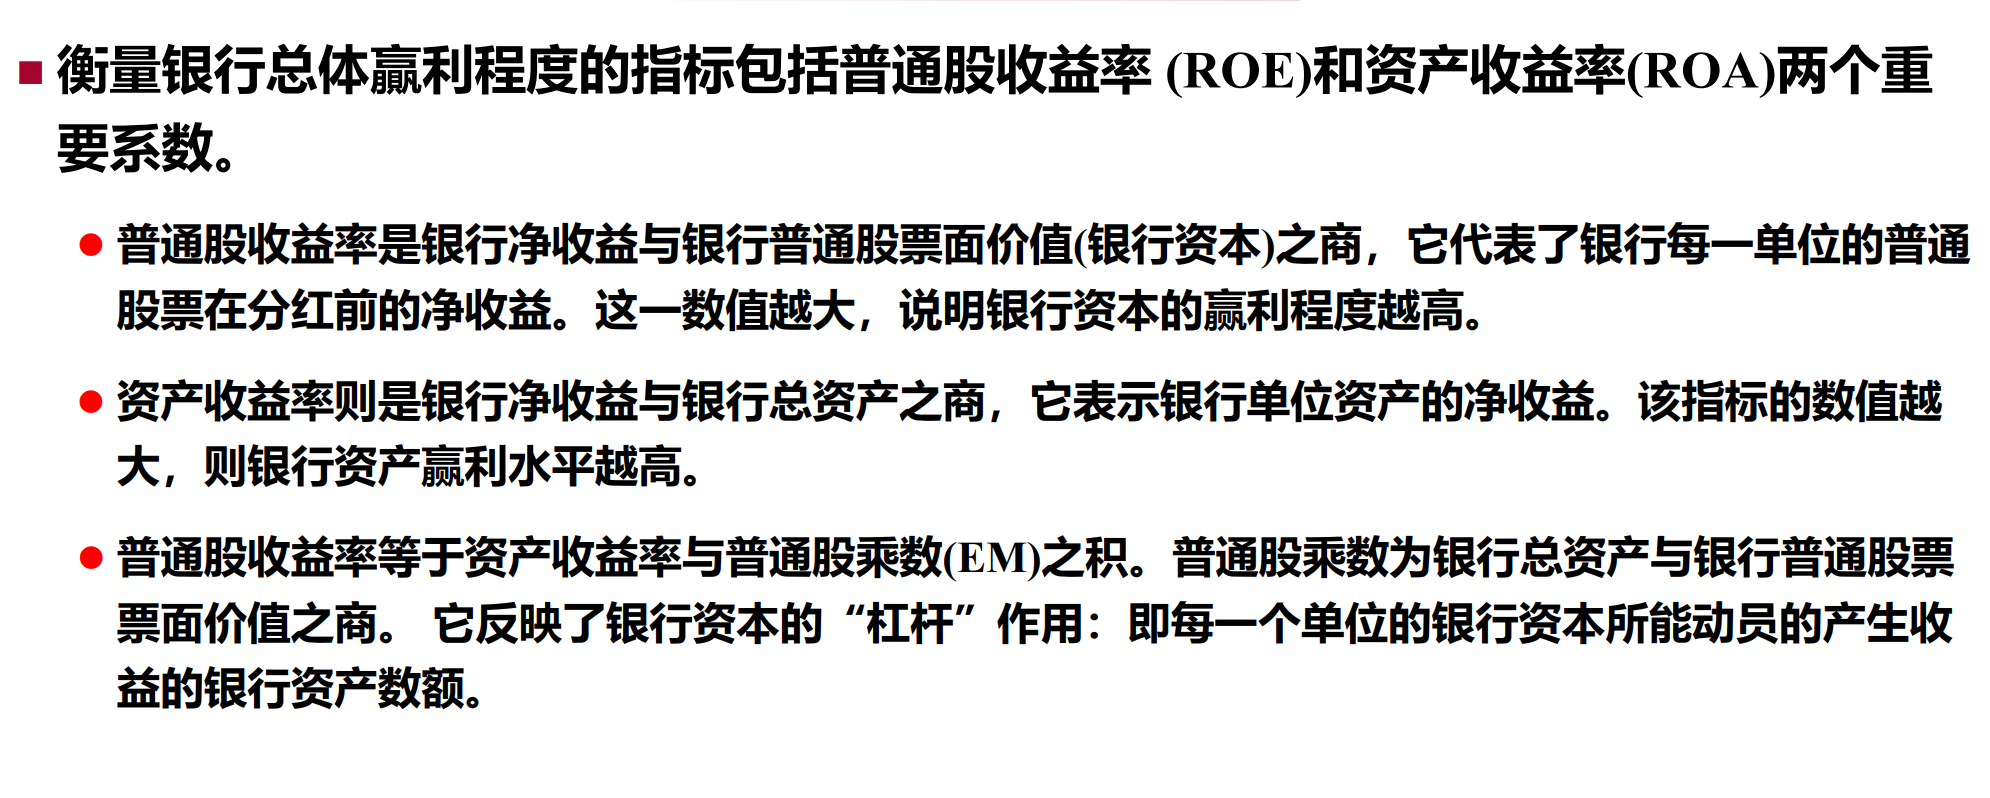 衡量银行总体赢利程度的指标包括普通股收益率 (ROE)和资产收益率(ROA)两个重
要系数。
普通股收益率是银行净收益与银行普通股票面价值(银行资本)之商，它代表了银行每一单位的普通
股票在分红前的净收益。这一数值越大，说明银行资本的赢利程度越高。
资产收益率则是银行净收益与银行总资产之商，它表示银行单位资产的净收益。该指标的数值越
大，则银行资产赢利水平越高。
普通股收益率等于资产收益率与普通股乘数(EM)之积。普通股乘数为银行总资产与银行普通股票
票面价值之商。 它反映了银行资本的“杠杆”作用：即每一个单位的银行资本所能动员的产生收
益的银行资产数额。